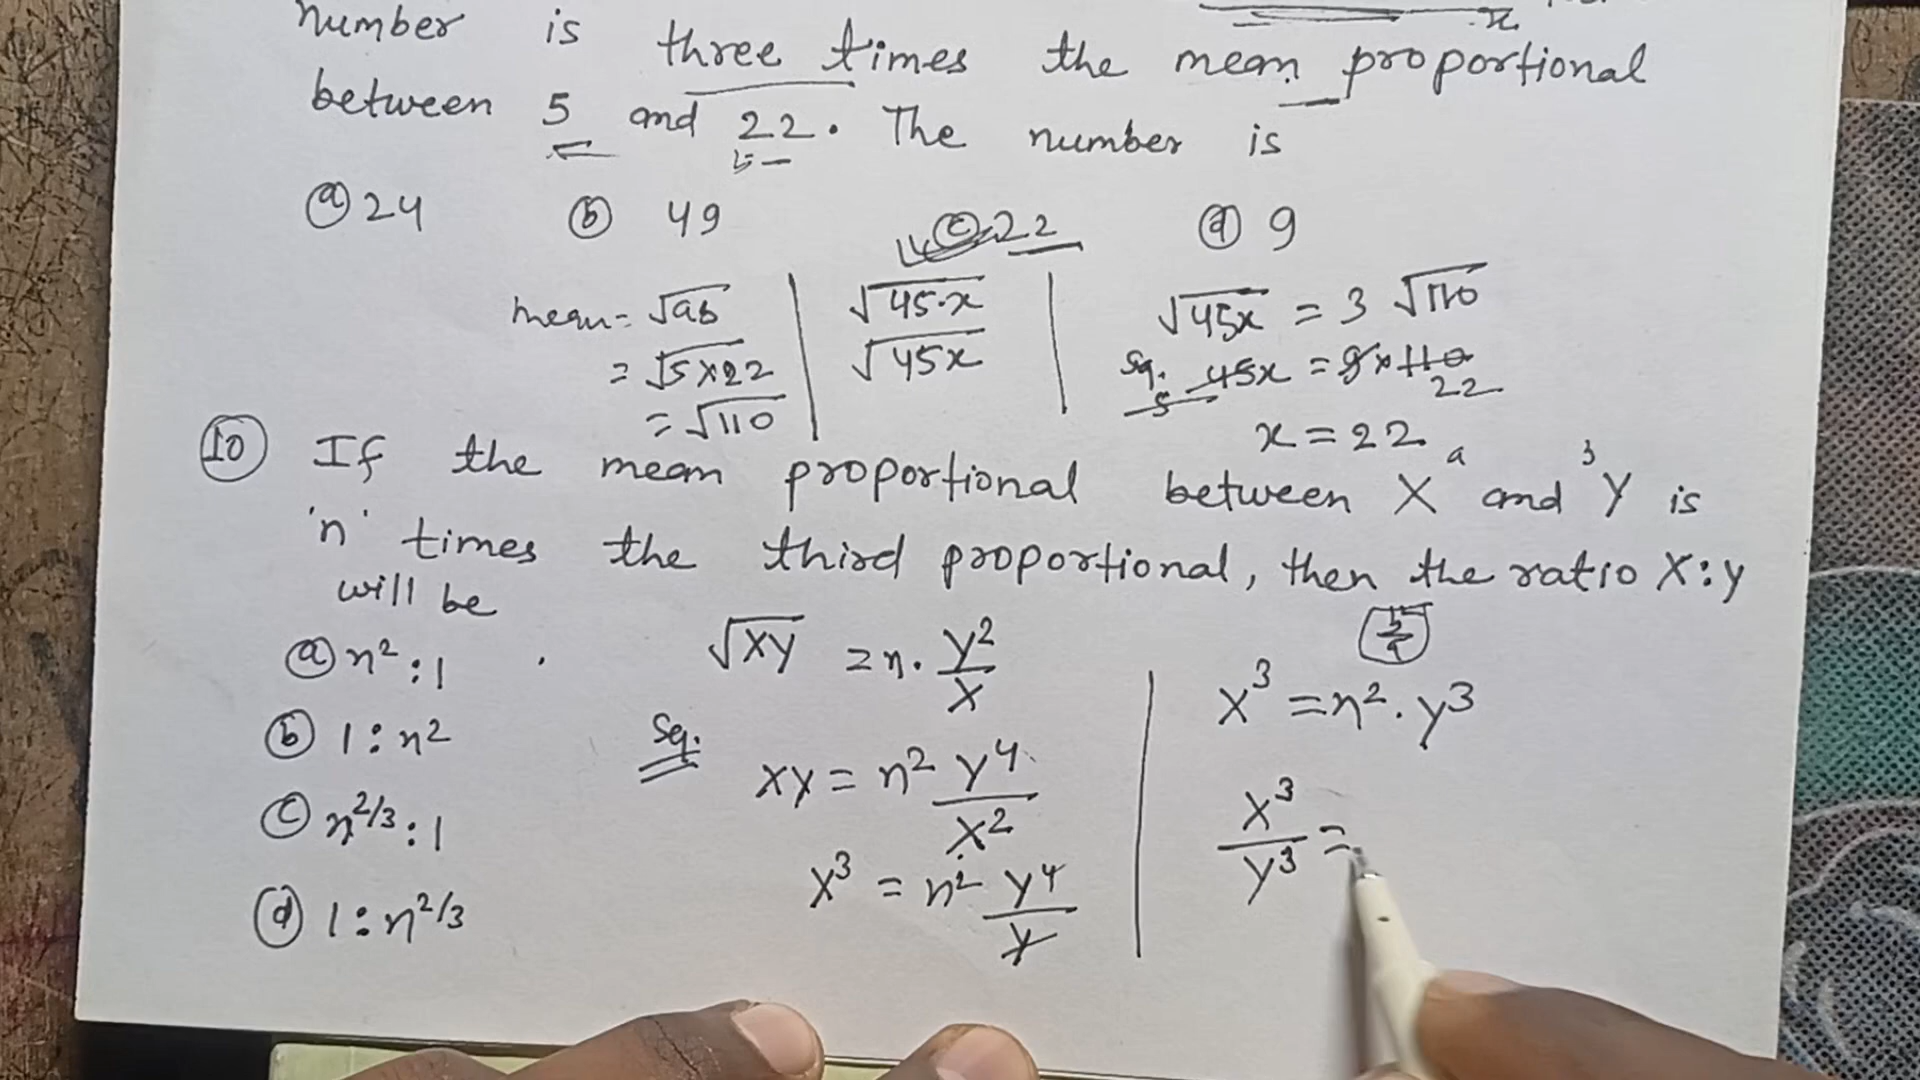 number is three times the mean proportional
between 5 and 22. The number is
ⓐ 24 ⓑ 49 ⓒ 22 ⓓ 9
mean = √ab
= √5×22
= √110
√45·x
√45x
√45x = 3 √110
Sq. 45x = 9×110
5 22
x = 22
⑩ If the mean proportional between X a and Y is
'n' times the third proportional, then the ratio X:Y
will be
ⓐ n²:1
ⓑ 1:n²
ⓒ n^2/3:1
ⓓ 1:n^2/3
√XY = n. Y²/X
Sq.
XY = n² Y⁴/X²
X³ = n² Y⁴/Y
X³ = n². Y³
X³/Y³ =